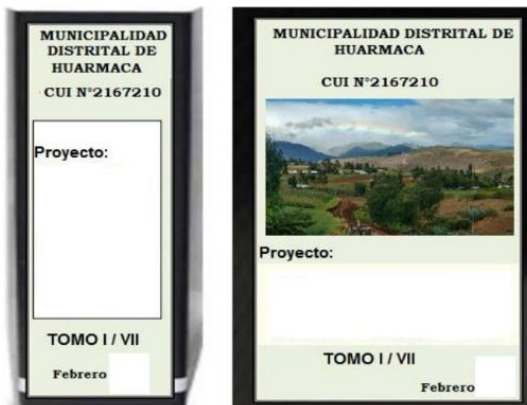 MUNICIPALIDAD
DISTRITAL DE
HUARMACA
CUI N°2167210
Proyecto:
TOMO I / VII
Febrero
MUNICIPALIDAD DISTRITAL DE
HUARMACA
CUI N°2167210
Proyecto:
TOMO I / VII
Febrero